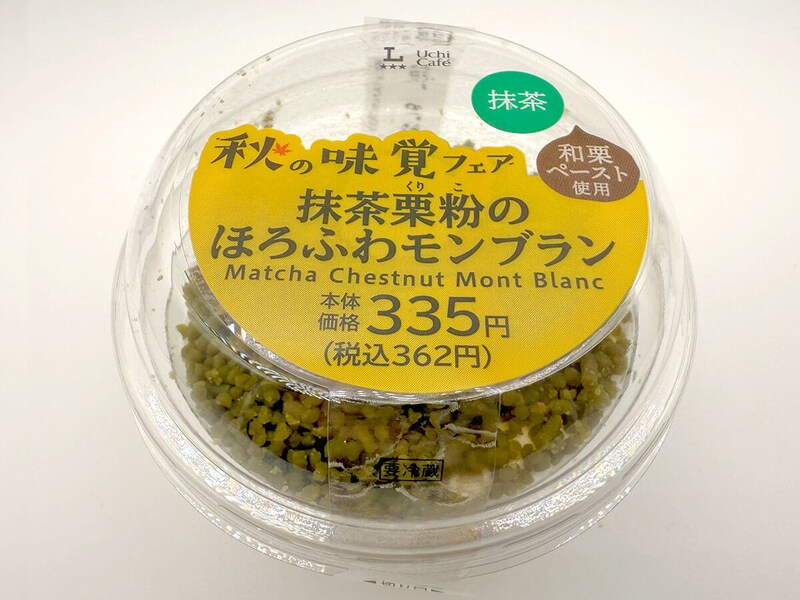 L
Uchi
Café
抹茶
秋の味覚フェア
和栗
ペースト
使用
くりこ
抹茶栗粉の
ほろふわモンブラン
Matcha Chestnut Mont Blanc
本体
価格 335円
(税込362円)
要冷蔵